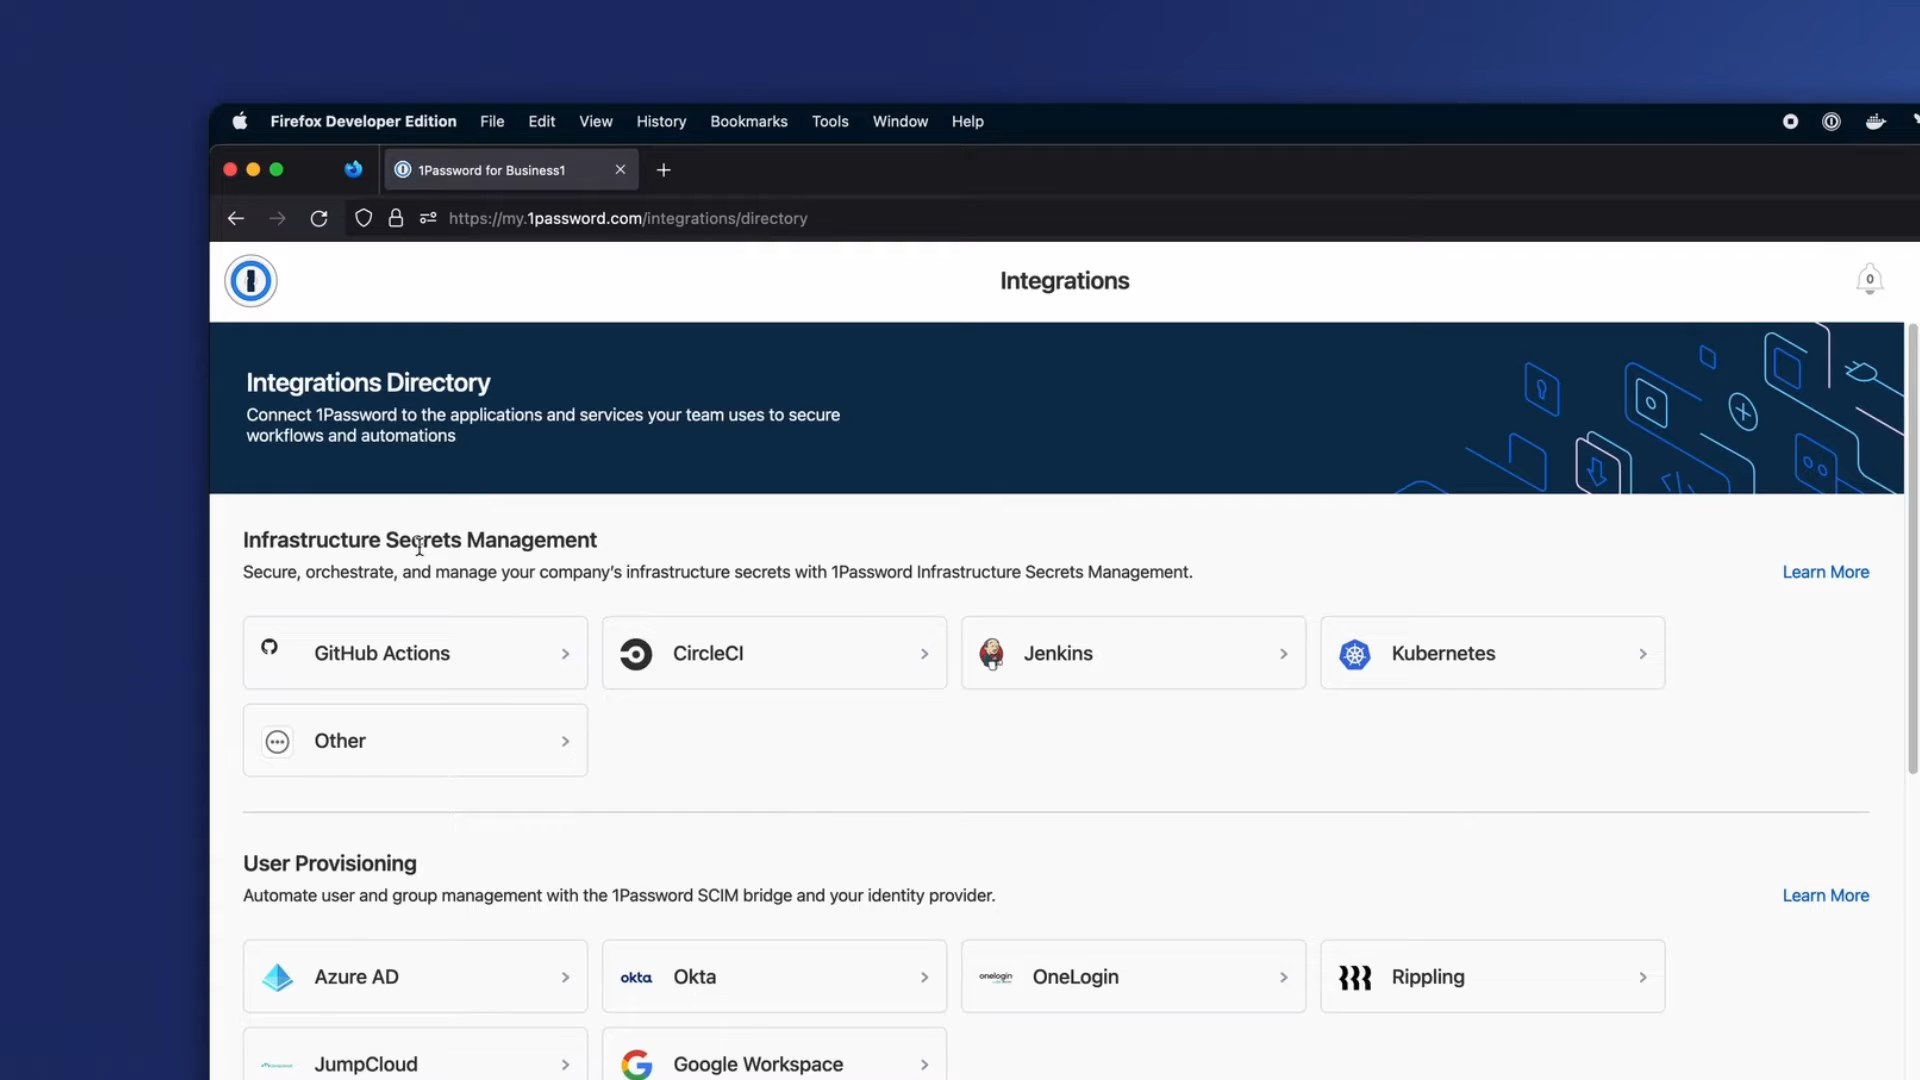 Firefox Developer Edition File Edit View History Bookmarks Tools Window Help
1Password for Business1
https://my.1password.com/integrations/directory
Integrations
0
Integrations Directory
Connect 1Password to the applications and services your team uses to secure
workflows and automations
Infrastructure Secrets Management
Secure, orchestrate, and manage your company's infrastructure secrets with 1Password Infrastructure Secrets Management.
Learn More
GitHub Actions
CircleCI
Jenkins
Kubernetes
Other
User Provisioning
Automate user and group management with the 1Password SCIM bridge and your identity provider.
Learn More
Azure AD
okta Okta
onelogin OneLogin
Rippling
JumpCloud
Google Workspace